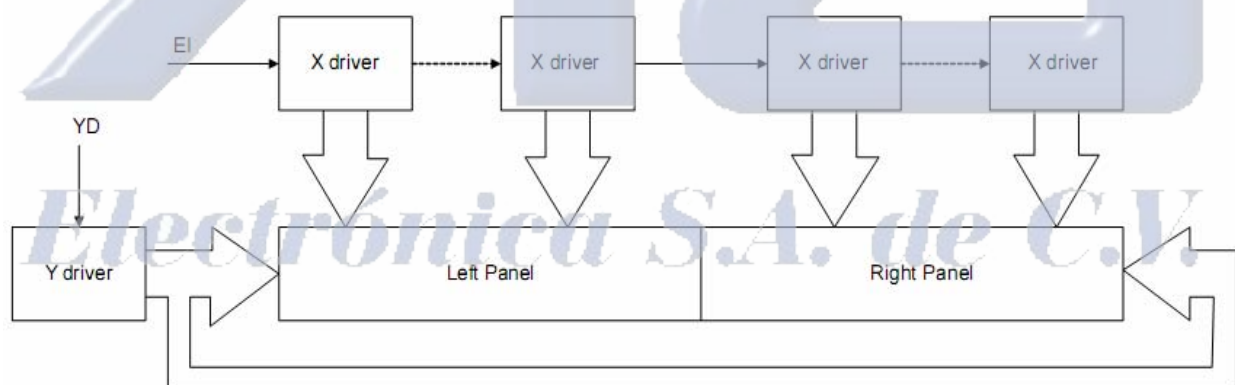 EI
X driver
X driver
X driver
X driver
YD
Electrónica S.A. de C.V.
Y driver
Left Panel
Right Panel